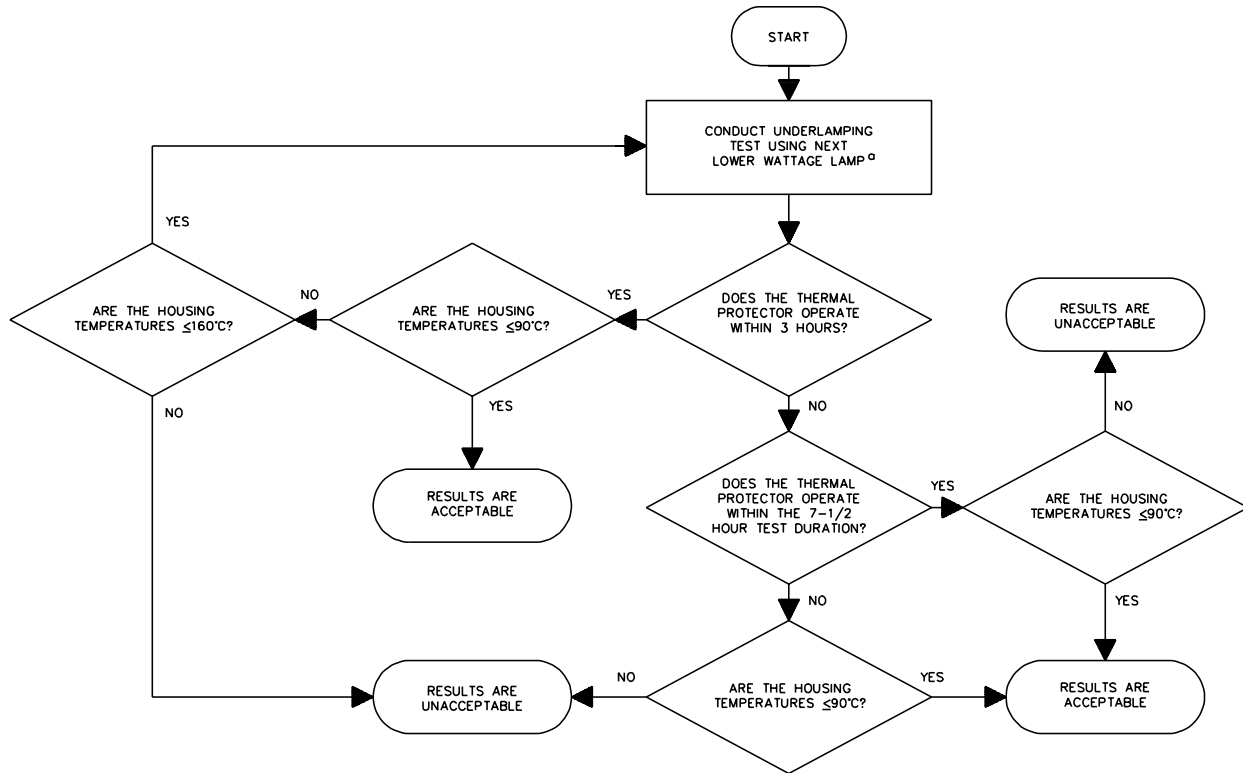 START
CONDUCT UNDERLAMPING
TEST USING NEXT
LOWER WATTAGE LAMP a
YES
ARE THE HOUSING
TEMPERATURES ≤160°C?
NO
ARE THE HOUSING
TEMPERATURES ≤90°C?
YES
DOES THE THERMAL
PROTECTOR OPERATE
WITHIN 3 HOURS?
RESULTS ARE
UNACCEPTABLE
NO
YES
NO
NO
RESULTS ARE
ACCEPTABLE
DOES THE THERMAL
PROTECTOR OPERATE
WITHIN THE 7-1/2
HOUR TEST DURATION?
YES
ARE THE HOUSING
TEMPERATURES ≤90°C?
NO
YES
RESULTS ARE
UNACCEPTABLE
NO
ARE THE HOUSING
TEMPERATURES ≤90°C?
YES
RESULTS ARE
ACCEPTABLE